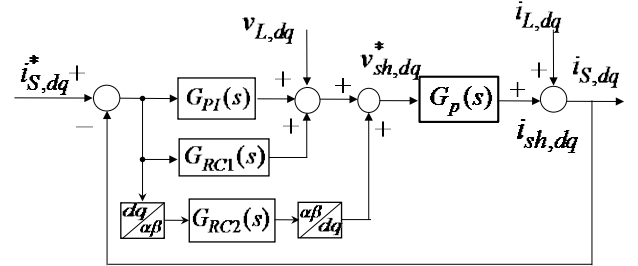 i*S,dq
+
−
vL,dq
GPI(s)
+
+
+
v*sh,dq
+
Gp(s)
iL,dq
+
+
iS,dq
ish,dq
GRC1(s)
dq
αβ
GRC2(s)
αβ
dq